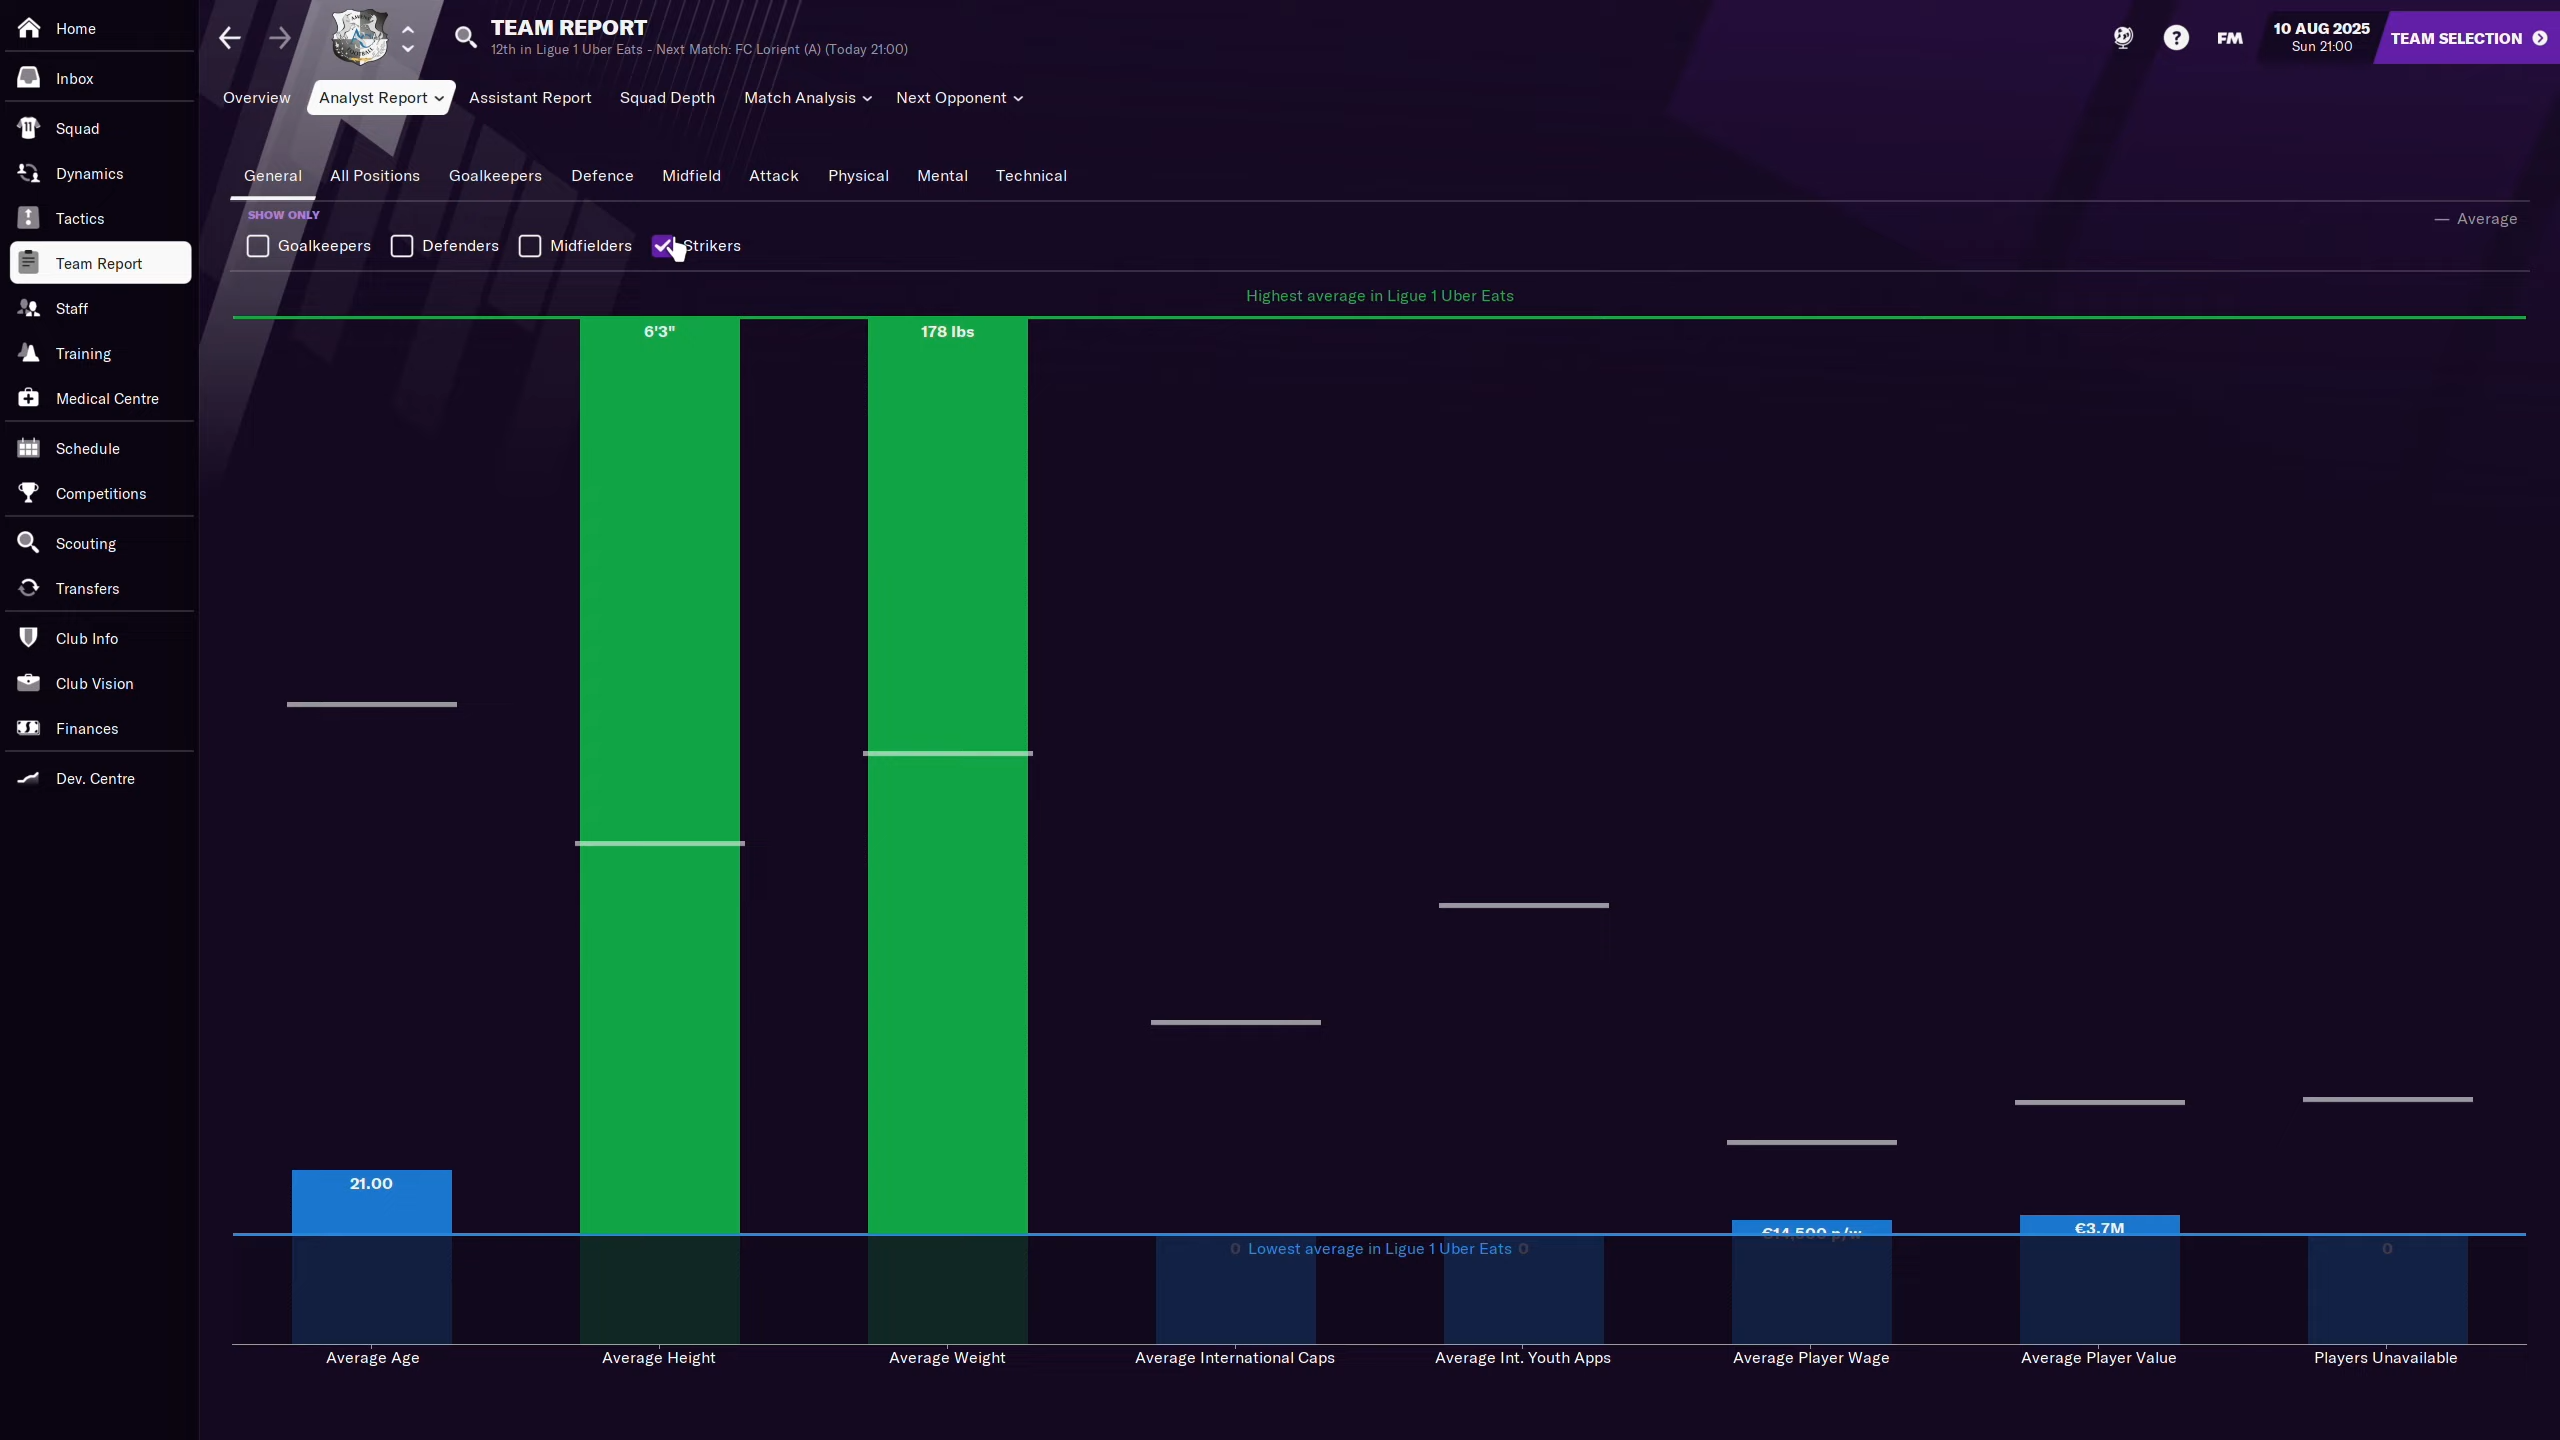 Home
Inbox
Squad
Dynamics
Tactics
Team Report
Staff
Training
Medical Centre
Schedule
Competitions
Scouting
Transfers
Club Info
Club Vision
Finances
Dev. Centre
TEAM REPORT
12th in Ligue 1 Uber Eats - Next Match: FC Lorient (A) (Today 21:00)
FM
10 AUG 2025
Sun 21:00
TEAM SELECTION
Overview Analyst Report Assistant Report Squad Depth Match Analysis Next Opponent
General All Positions Goalkeepers Defence Midfield Attack Physical Mental Technical
SHOW ONLY
Average
Goalkeepers Defenders Midfielders Strikers
Highest average in Ligue 1 Uber Eats
6'3" 178 lbs
21.00
€14,500 p/w €3.7M
0 Lowest average in Ligue 1 Uber Eats 0 0
Average Age Average Height Average Weight Average International Caps Average Int. Youth Apps Average Player Wage Average Player Value Players Unavailable